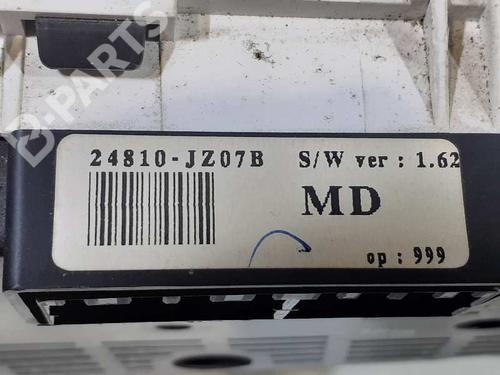 B-PARTS
24810-JZ07B S/W ver : 1.62
MD
op : 999